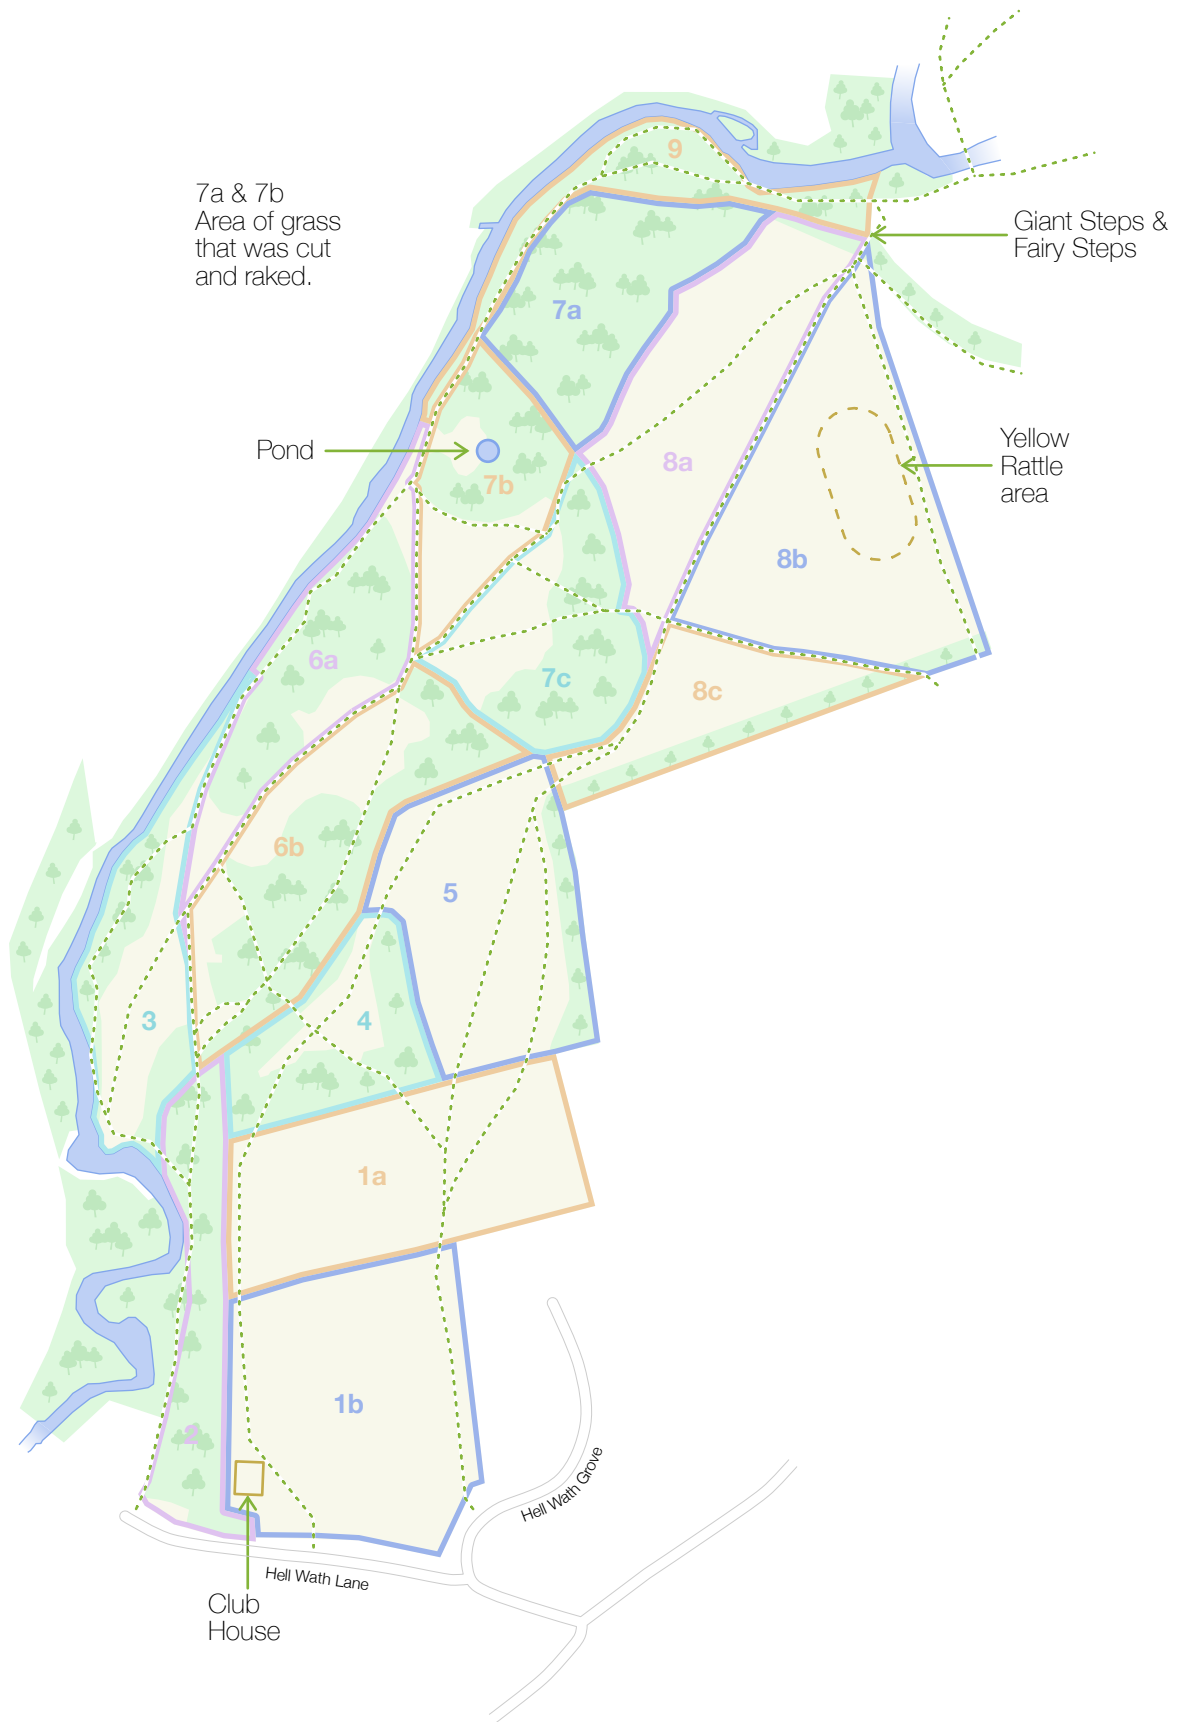 9
7a & 7b
Area of grass
that was cut
and raked.
Giant Steps &
Fairy Steps
7a
Pond
7b
8a
Yellow
Rattle
area
8b
6a
7c
8c
6b
5
3
4
1a
1b
2
Hell Wath Grove
Hell Wath Lane
Club
House